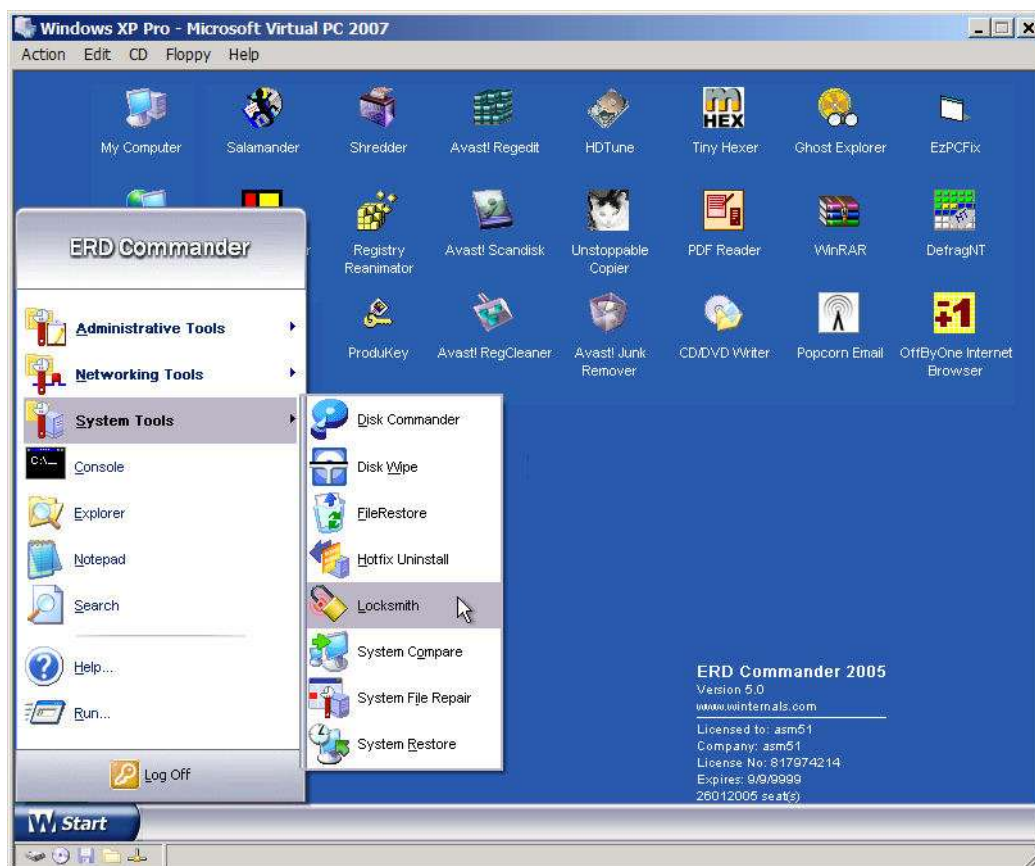 Windows XP Pro - Microsoft Virtual PC 2007
Action Edit CD Floppy Help
My Computer
Salamander
Shredder
Avast! Regedit
HDTune
m HEX
Tiny Hexer
Ghost Explorer
EzPCFix
Registry
Reanimator
Avast! Scandisk
Unstoppable
Copier
PDF Reader
WinRAR
HT
DefragNT
ProduKey
Avast! RegCleaner
Avast! Junk
Remover
CD/DVD Writer
Popcorn Email
OffByOne Internet
Browser
ERD Commander
Administrative Tools
Networking Tools
System Tools
C:\_
Console
Explorer
Notepad
Search
Help...
Run...
Log Off
Disk Commander
Disk Wipe
FileRestore
Hotfix Uninstall
Locksmith
System Compare
System File Repair
System Restore
ERD Commander 2005
Version 5.0
www.winternals.com
Licensed to: asm51
Company: asm51
License No: 817974214
Expires: 9/9/9999
26012005 seat(s)
W Start